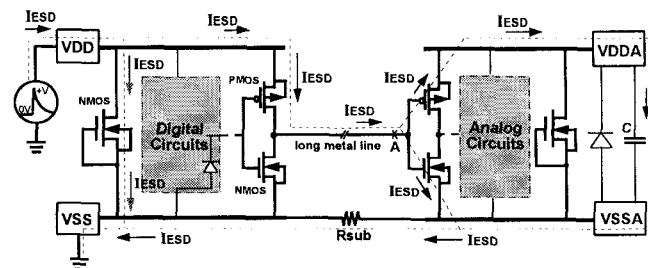 IESD
IESD
IESD
VDD
VDDA
IESD
PMOS
IESD
IESD
+V
0V
NMOS
Digital
Circuits
IESD
long metal line
A
Analog
Circuits
C
IESD
NMOS
IESD
VSS
VSSA
IESD
Rsub
IESD